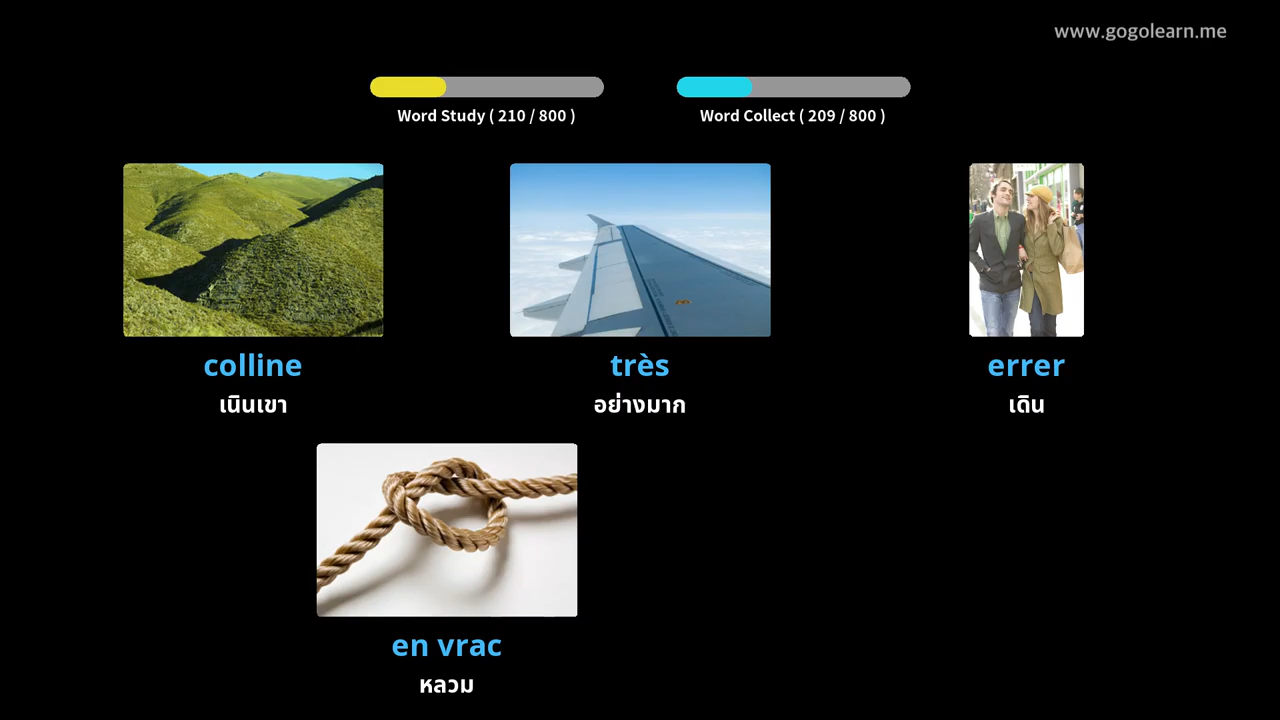 www.gogolearn.me
Word Study ( 210 / 800 )
Word Collect ( 209 / 800 )
colline
très
errer
เนินเขา
อย่างมาก
เดิน
en vrac
หลวม